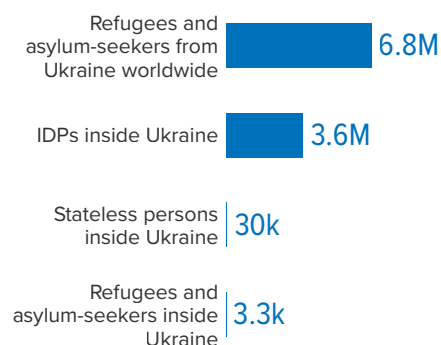 Refugees and
asylum-seekers from
Ukraine worldwide
6.8M
IDPs inside Ukraine
3.6M
Stateless persons
inside Ukraine
30k
Refugees and
asylum-seekers inside
Ukraine
3.3k